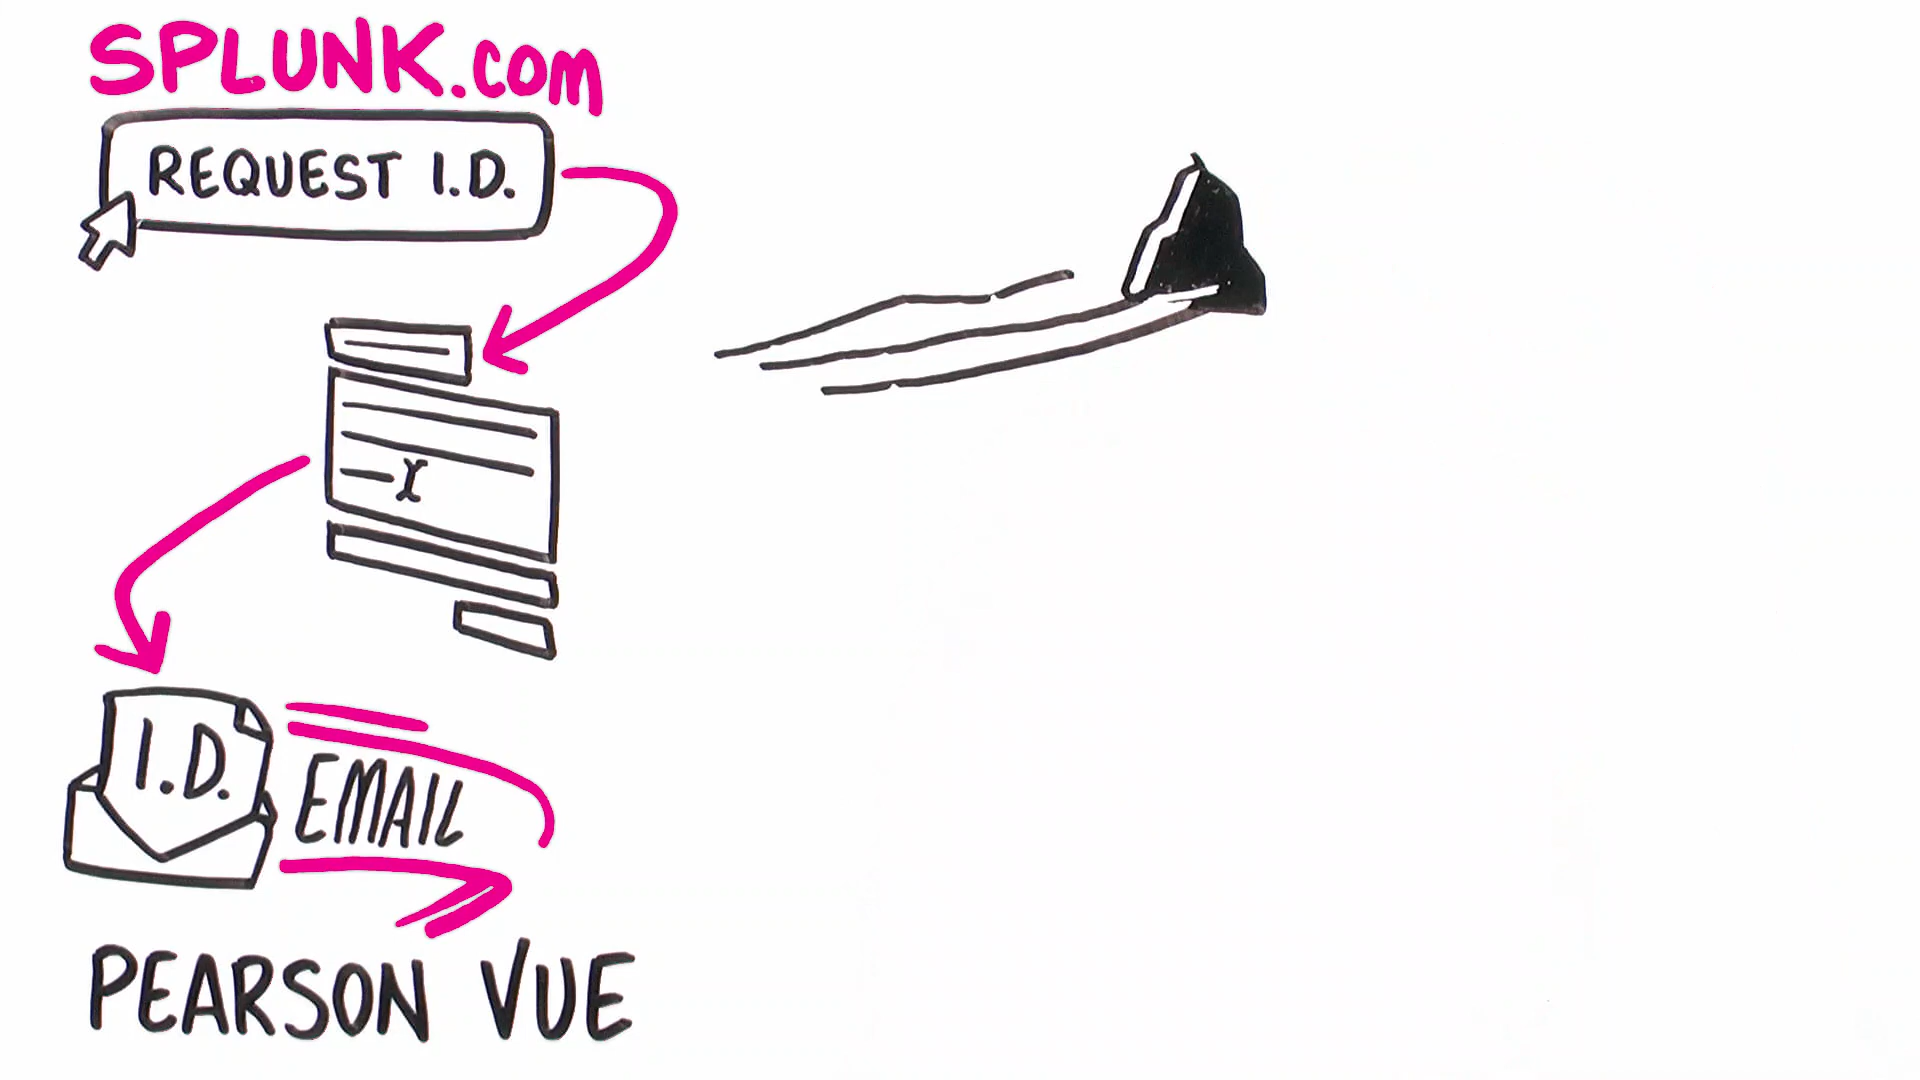 SPLUNK.com
REQUEST I.D.
I.D.
EMAIL
PEARSON VUE